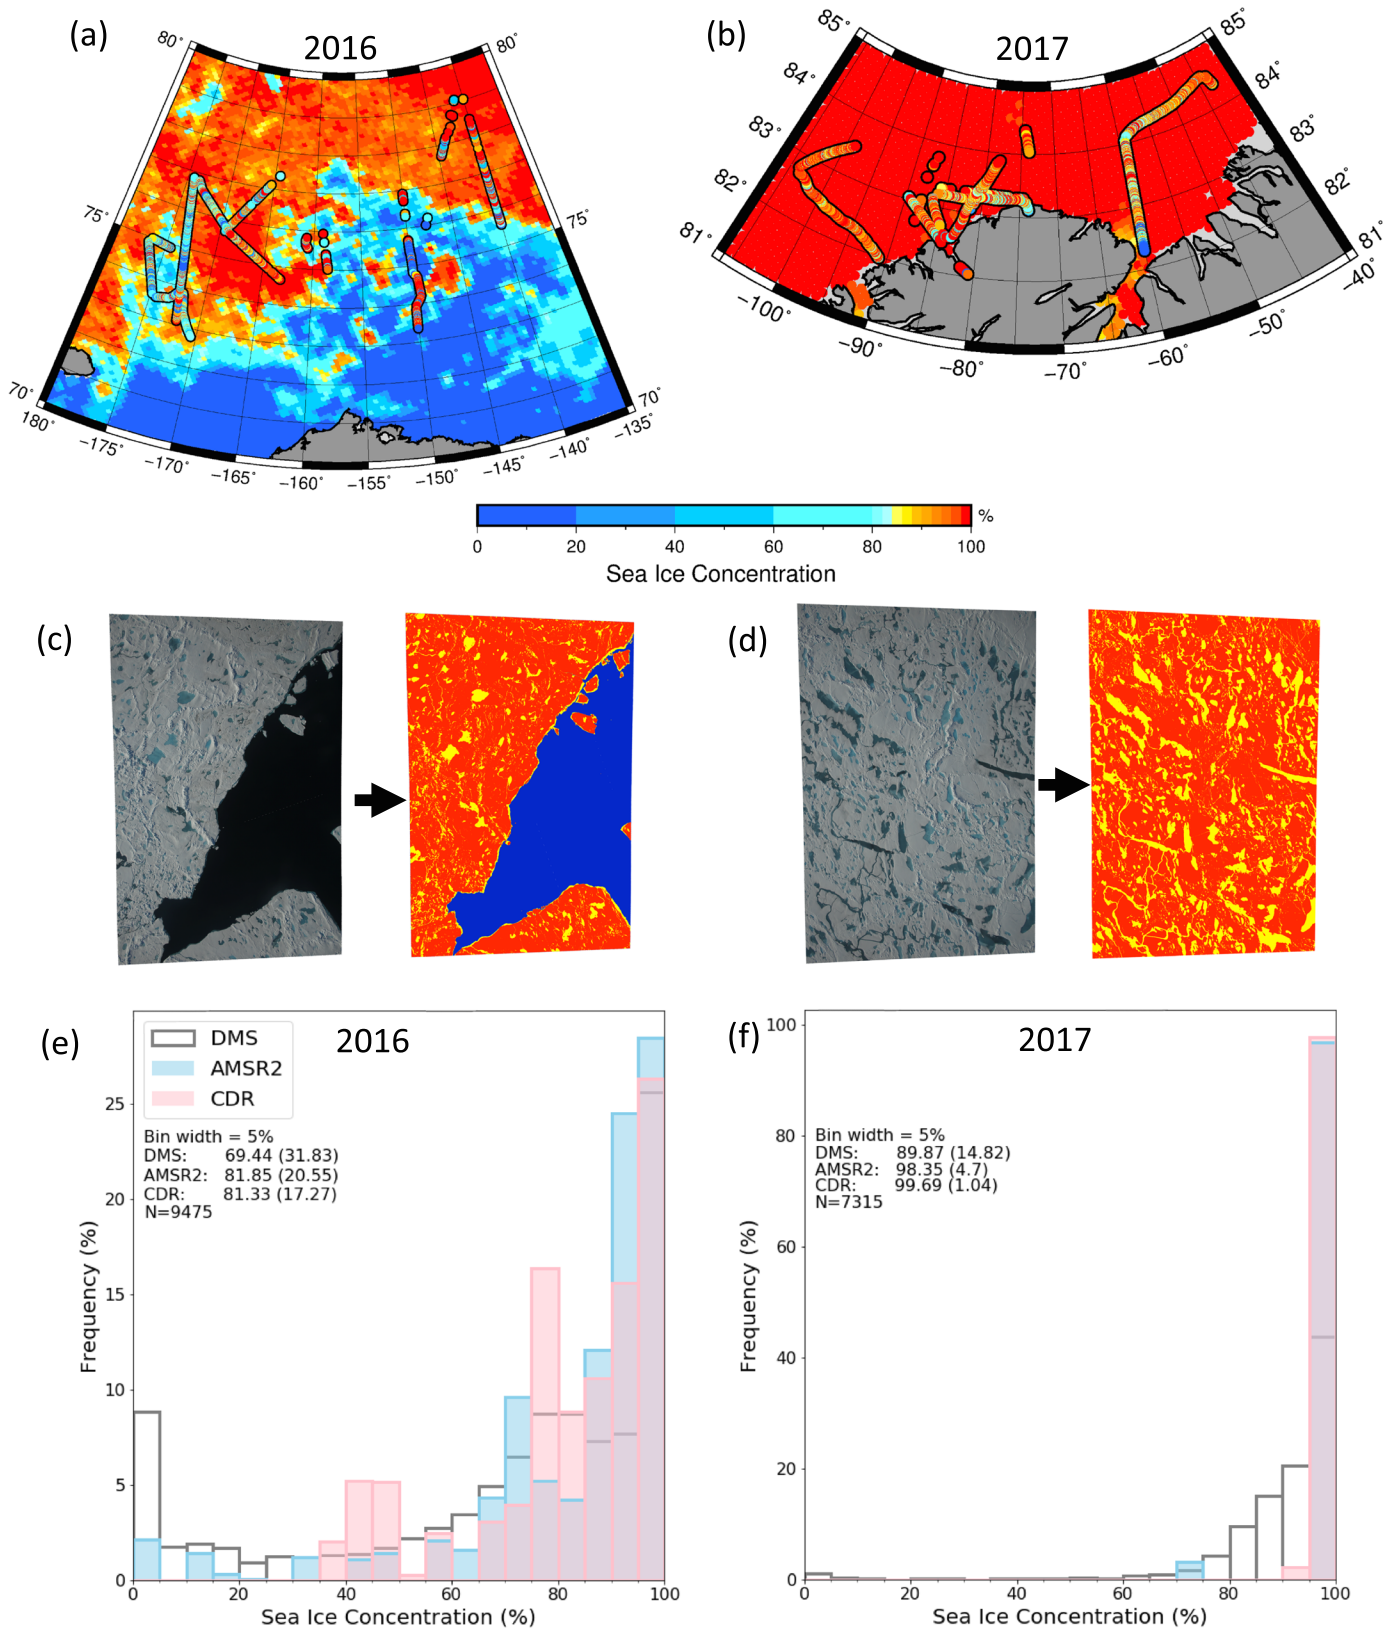 (a)
2016
80°
80°
75°
75°
70°
70°
180°
−175°
−170°
−165°
−160°
−155°
−150°
−145°
−140°
−135°
(b)
2017
85°
85°
84°
84°
83°
83°
82°
82°
81°
81°
−100°
−90°
−80°
−70°
−60°
−50°
−40°
%
0 20 40 60 80 100
Sea Ice Concentration
(c)
(d)
(e)
2016
DMS
AMSR2
CDR
Bin width = 5%
DMS: 69.44 (31.83)
AMSR2: 81.85 (20.55)
CDR: 81.33 (17.27)
N=9475
25
20
15
10
5
0
Frequency (%)
0 20 40 60 80 100
Sea Ice Concentration (%)
(f)
2017
Bin width = 5%
DMS: 89.87 (14.82)
AMSR2: 98.35 (4.7)
CDR: 99.69 (1.04)
N=7315
100
80
60
40
20
0
Frequency (%)
0 20 40 60 80 100
Sea Ice Concentration (%)